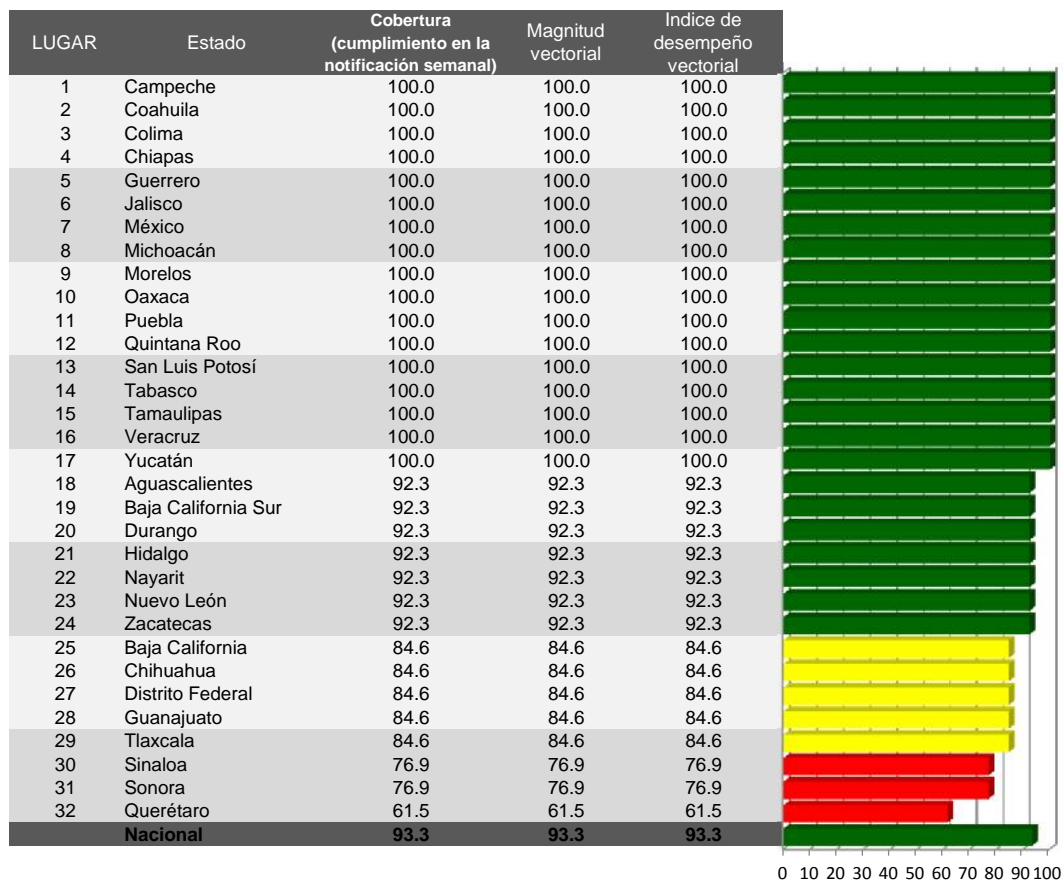 LUGAR Estado Cobertura (cumplimiento en la notificación semanal) Magnitud vectorial Indice de desempeño vectorial
1 Campeche 100.0 100.0 100.0
2 Coahuila 100.0 100.0 100.0
3 Colima 100.0 100.0 100.0
4 Chiapas 100.0 100.0 100.0
5 Guerrero 100.0 100.0 100.0
6 Jalisco 100.0 100.0 100.0
7 México 100.0 100.0 100.0
8 Michoacán 100.0 100.0 100.0
9 Morelos 100.0 100.0 100.0
10 Oaxaca 100.0 100.0 100.0
11 Puebla 100.0 100.0 100.0
12 Quintana Roo 100.0 100.0 100.0
13 San Luis Potosí 100.0 100.0 100.0
14 Tabasco 100.0 100.0 100.0
15 Tamaulipas 100.0 100.0 100.0
16 Veracruz 100.0 100.0 100.0
17 Yucatán 100.0 100.0 100.0
18 Aguascalientes 92.3 92.3 92.3
19 Baja California Sur 92.3 92.3 92.3
20 Durango 92.3 92.3 92.3
21 Hidalgo 92.3 92.3 92.3
22 Nayarit 92.3 92.3 92.3
23 Nuevo León 92.3 92.3 92.3
24 Zacatecas 92.3 92.3 92.3
25 Baja California 84.6 84.6 84.6
26 Chihuahua 84.6 84.6 84.6
27 Distrito Federal 84.6 84.6 84.6
28 Guanajuato 84.6 84.6 84.6
29 Tlaxcala 84.6 84.6 84.6
30 Sinaloa 76.9 76.9 76.9
31 Sonora 76.9 76.9 76.9
32 Querétaro 61.5 61.5 61.5
Nacional 93.3 93.3 93.3
0 10 20 30 40 50 60 70 80 90 100